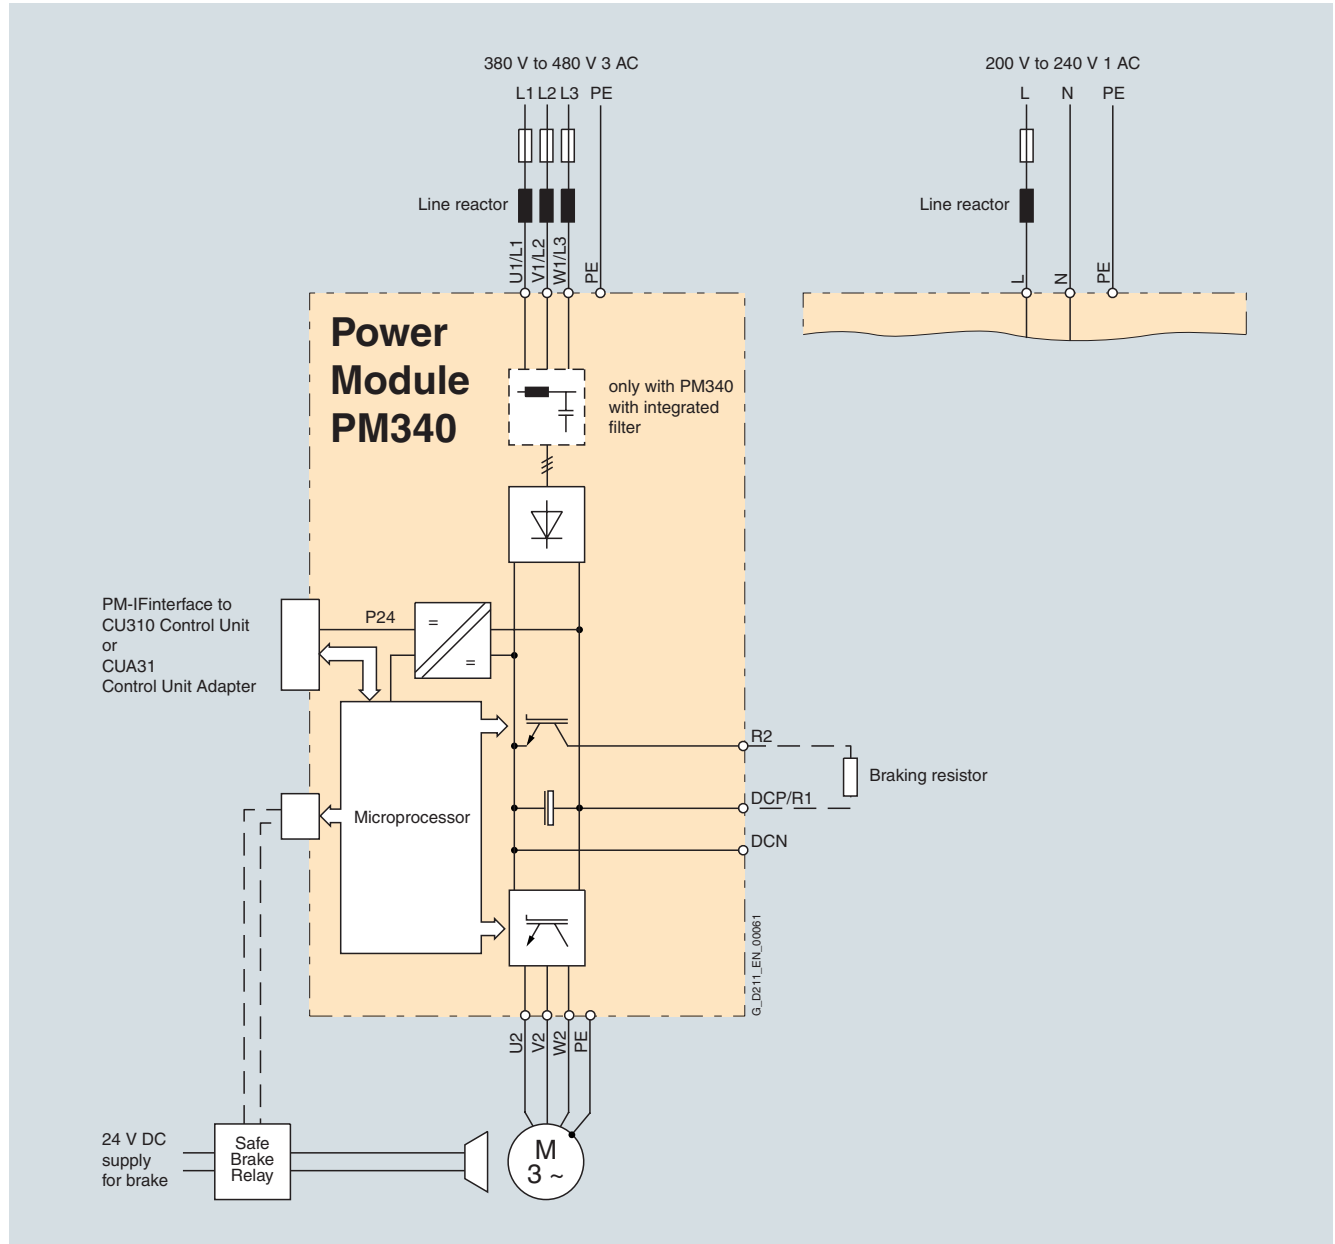 380 V to 480 V 3 AC
L1 L2 L3 PE
200 V to 240 V 1 AC
L N PE
Line reactor
Line reactor
U1/L1
V1/L2
W1/L3
PE
L
N
PE
Power
Module
PM340
only with PM340
with integrated
filter
PM-IFinterface to
CU310 Control Unit
or
CUA31
Control Unit Adapter
P24
=
=
R2
Braking resistor
DCP/R1
DCN
Microprocessor
G_D211_EN_00061
U2
V2
W2
PE
24 V DC
supply
for brake
Safe
Brake
Relay
M
3 ~